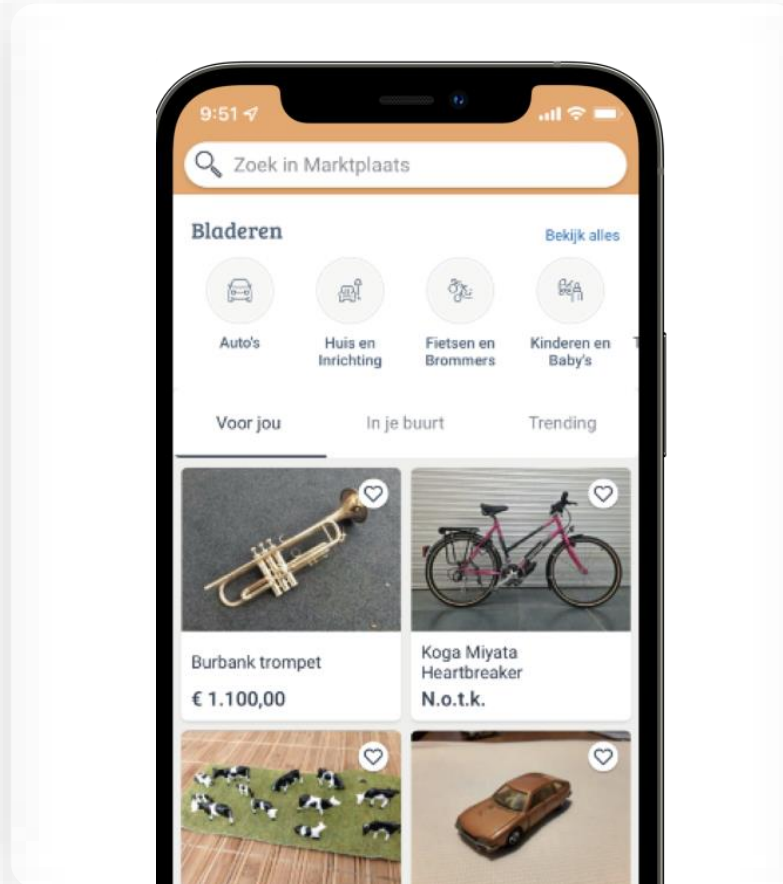 9:51
Zoek in Marktplaats
Bladeren
Bekijk alles
Auto's
Huis en
Inrichting
Fietsen en
Brommers
Kinderen en
Baby's
T
Voor jou
In je buurt
Trending
Burbank trompet
€ 1.100,00
Koga Miyata
Heartbreaker
N.o.t.k.